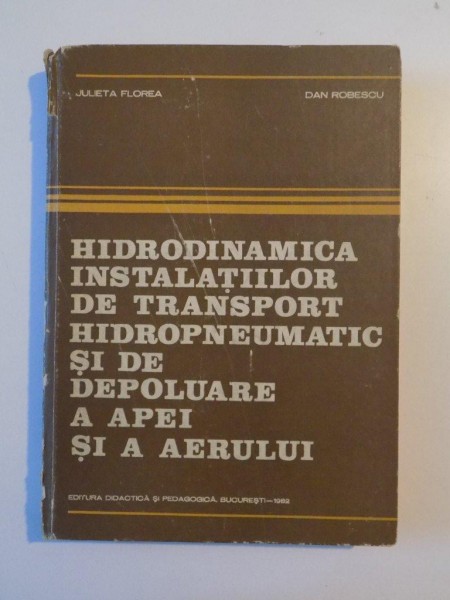 JULIETA FLOREA DAN ROBESCU
HIDRODINAMICA
INSTALAȚIILOR
DE TRANSPORT
HIDROPNEUMATIC
ȘI DE
DEPOLUARE
A APEI
ȘI A AERULUI
EDITURA DIDACTICĂ ȘI PEDAGOGICĂ, BUCUREȘTI—1982